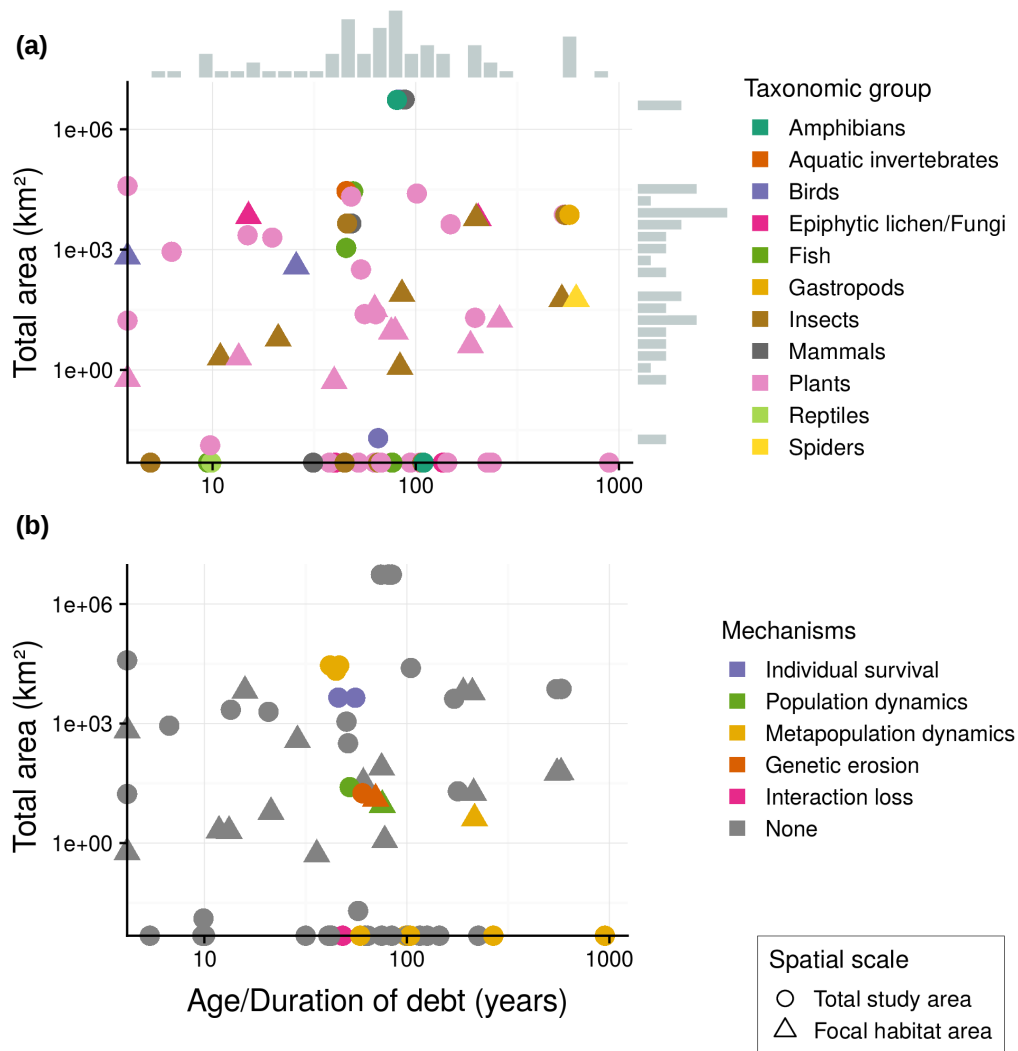 (a)
Total area (km²)
1e+06
1e+03
1e+00
10
100
1000
Taxonomic group
Amphibians
Aquatic invertebrates
Birds
Epiphytic lichen/Fungi
Fish
Gastropods
Insects
Mammals
Plants
Reptiles
Spiders
(b)
Total area (km²)
1e+06
1e+03
1e+00
10
100
1000
Age/Duration of debt (years)
Mechanisms
Individual survival
Population dynamics
Metapopulation dynamics
Genetic erosion
Interaction loss
None
Spatial scale
Total study area
Focal habitat area